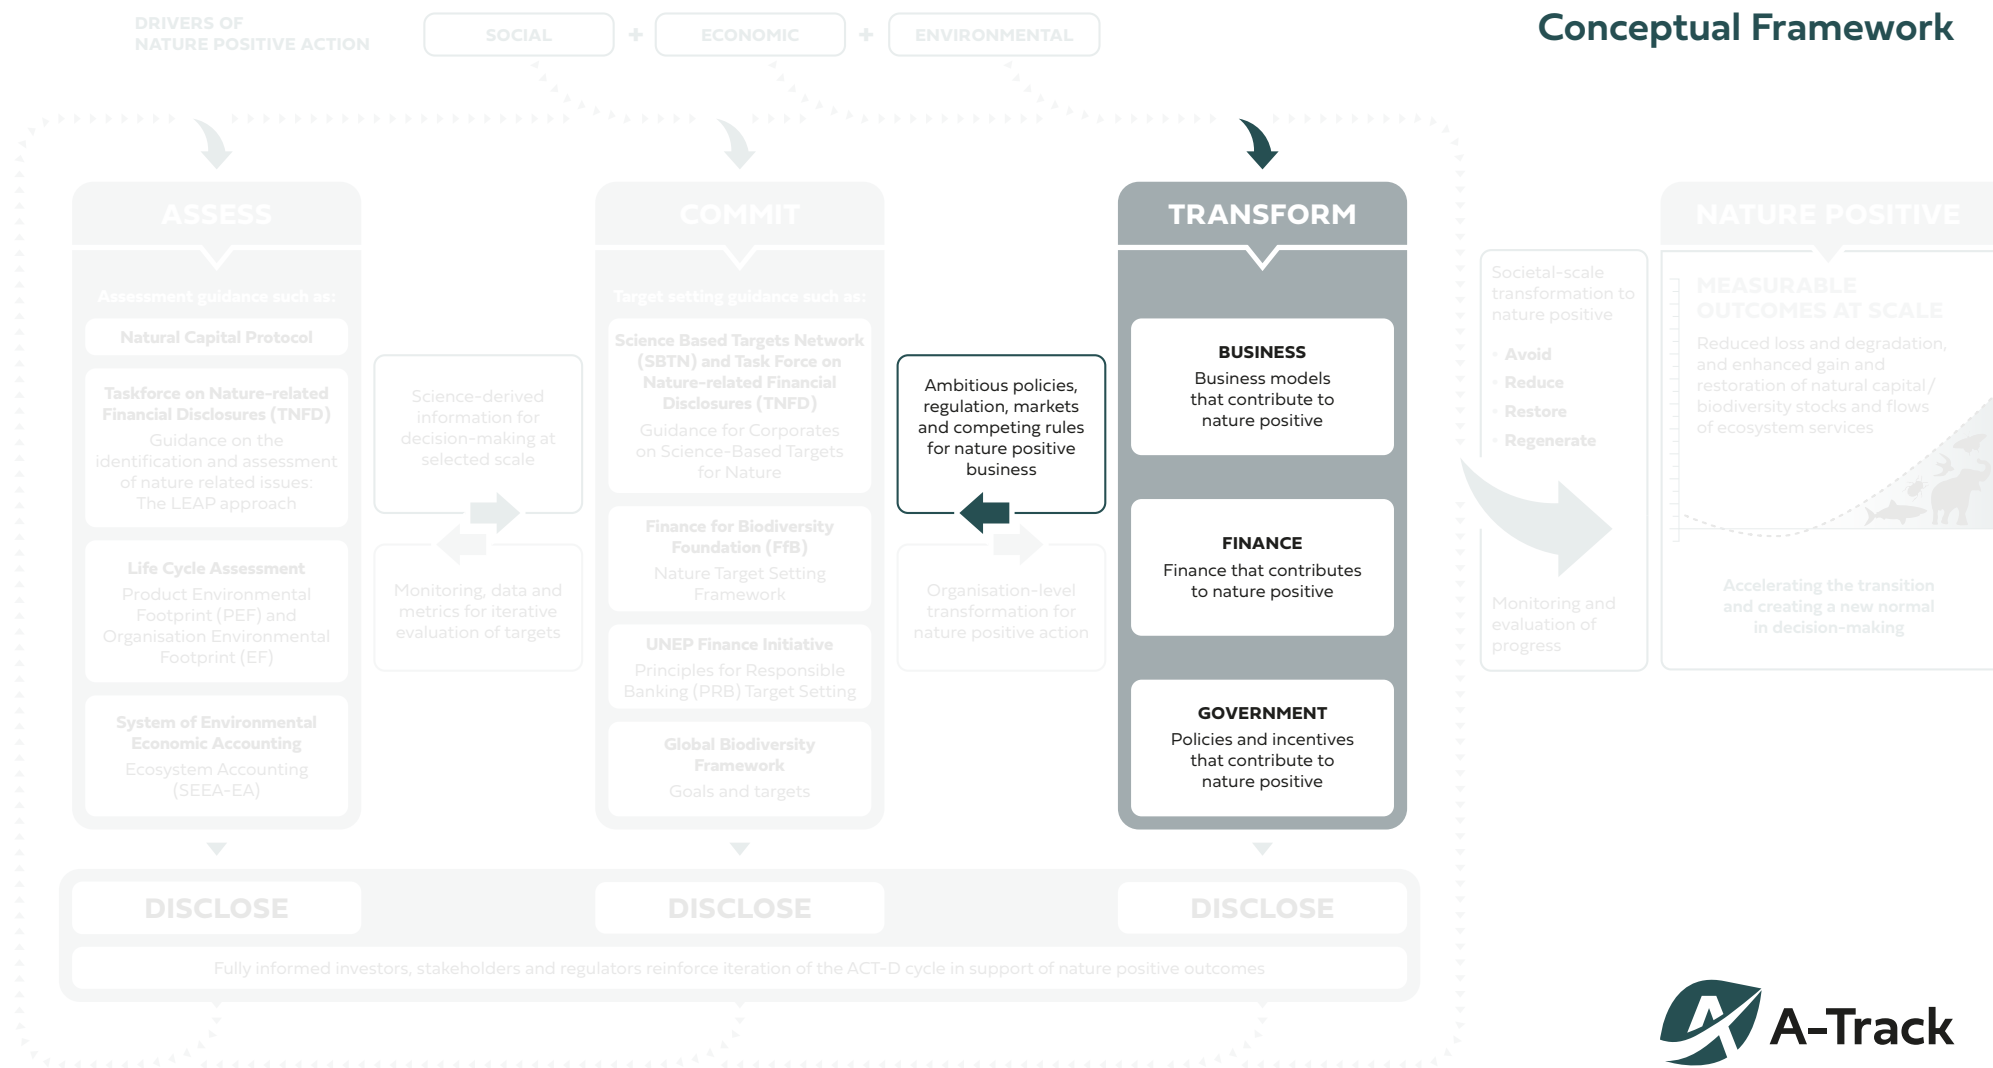 DRIVERS OF
NATURE POSITIVE ACTION
SOCIAL
+
ECONOMIC
+
ENVIRONMENTAL
Conceptual Framework
ASSESS
Assessment guidance such as:
Natural Capital Protocol
Taskforce on Nature-related
Financial Disclosures (TNFD)
Guidance on the
identification and assessment
of nature related issues:
The LEAP approach
Life Cycle Assessment
Product Environmental
Footprint (PEF) and
Organisation Environmental
Footprint (EF)
System of Environmental
Economic Accounting
Ecosystem Accounting
(SEEA-EA)
Science-derived
information for
decision-making at
selected scale
Monitoring, data and
metrics for iterative
evaluation of targets
COMMIT
Target setting guidance such as:
Science Based Targets Network
(SBTN) and Task Force on
Nature-related Financial
Disclosures (TNFD)
Guidance for Corporates
on Science-Based Targets
for Nature
Finance for Biodiversity
Foundation (FfB)
Nature Target Setting
Framework
UNEP Finance Initiative
Principles for Responsible
Banking (PRB) Target Setting
Global Biodiversity
Framework
Goals and targets
Ambitious policies,
regulation, markets
and competing rules
for nature positive
business
Organisation-level
transformation for
nature positive action
TRANSFORM
BUSINESS
Business models
that contribute to
nature positive
FINANCE
Finance that contributes
to nature positive
GOVERNMENT
Policies and incentives
that contribute to
nature positive
Societal-scale
transformation to
nature positive
• Avoid
• Reduce
• Restore
• Regenerate
Monitoring and
evaluation of
progress
NATURE POSITIVE
MEASURABLE
OUTCOMES AT SCALE
Reduced loss and degradation,
and enhanced gain and
restoration of natural capital/
biodiversity stocks and flows
of ecosystem services
Accelerating the transition
and creating a new normal
in decision-making
DISCLOSE
DISCLOSE
DISCLOSE
Fully informed investors, stakeholders and regulators reinforce iteration of the ACT-D cycle in support of nature positive outcomes
A-Track